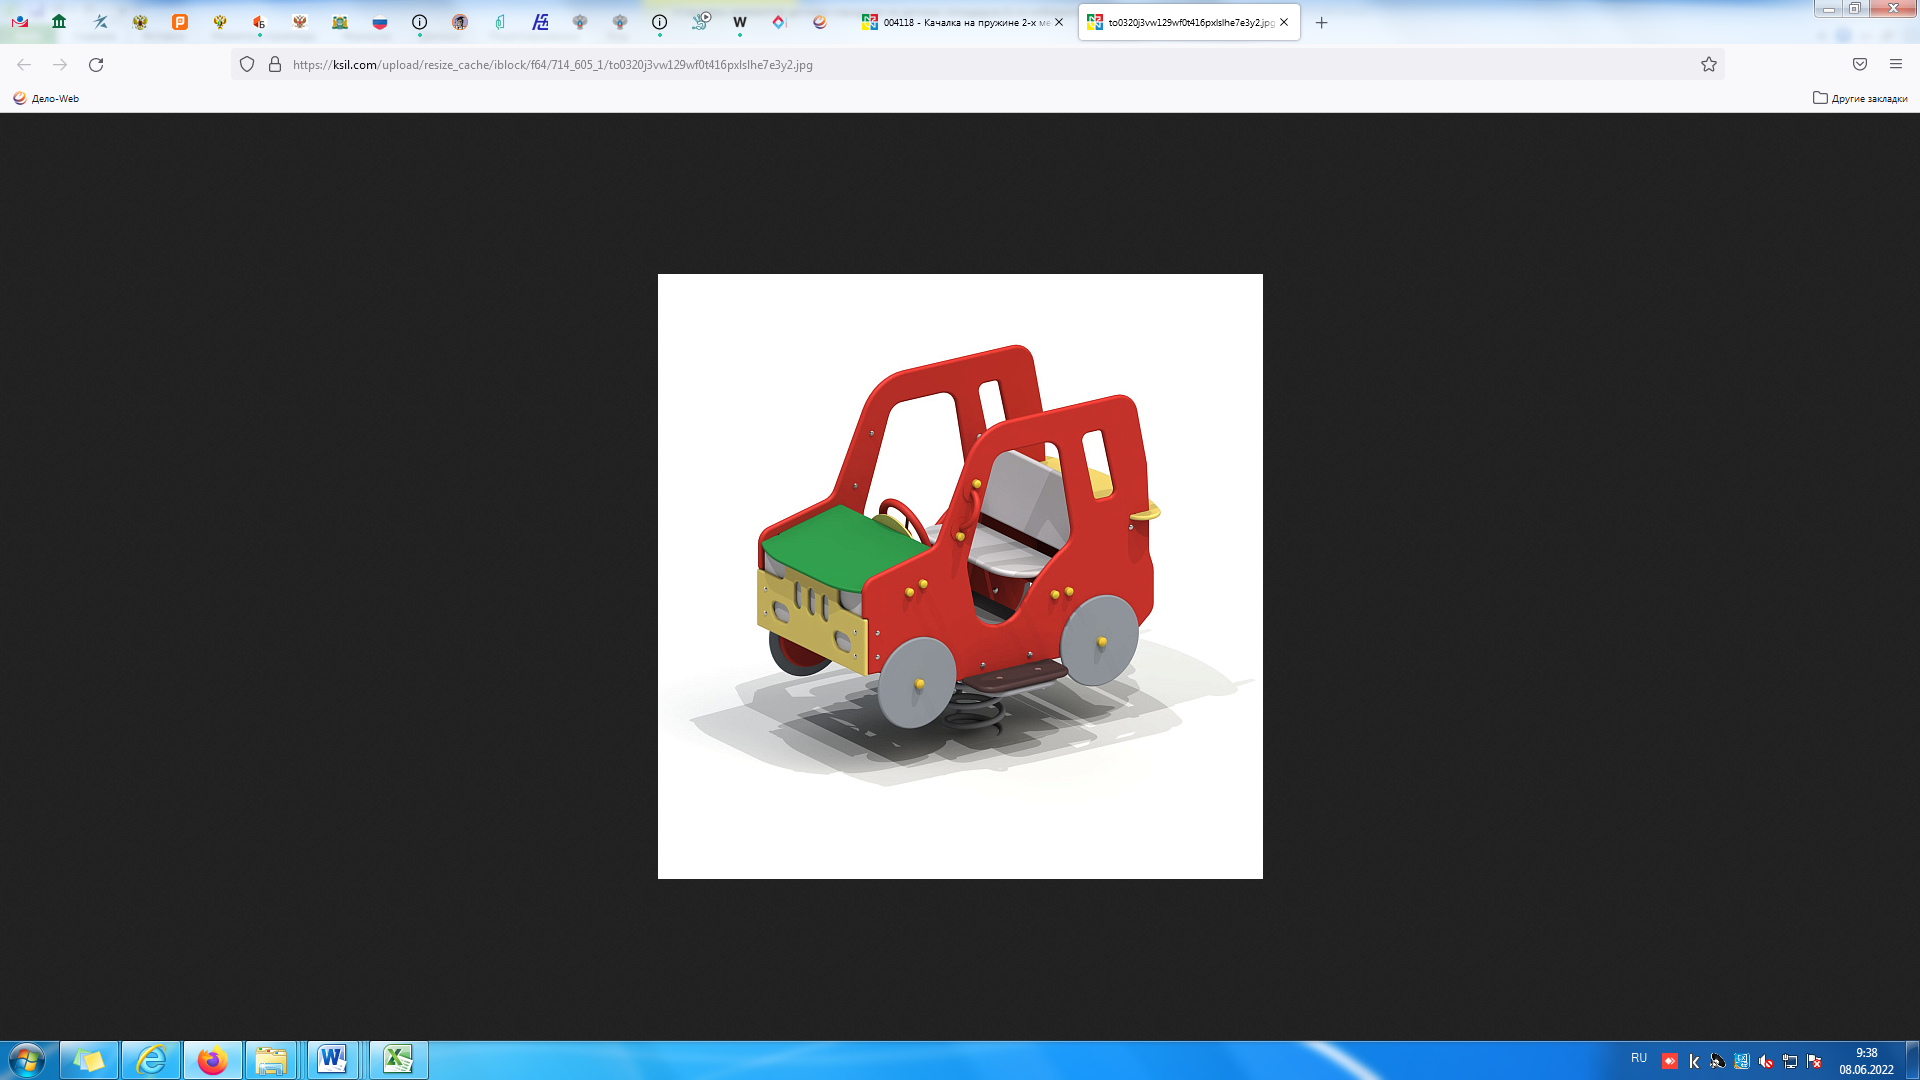 004118 - Качалка на пружине 2-х ме
to0320j3vw129wf0t416pxlslhe7e3y2.jpg
https://ksil.com/upload/resize_cache/iblock/f64/714_605_1/to0320j3vw129wf0t416pxlslhe7e3y2.jpg
Дело-Web
Другие закладки
RU
9:38
08.06.2022